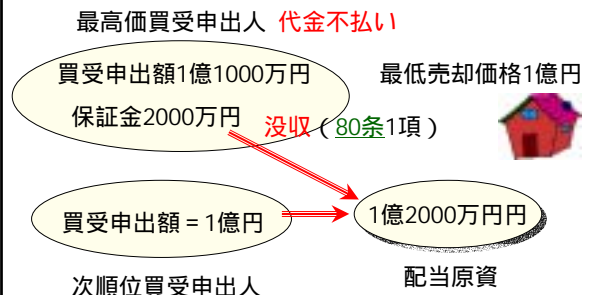 最高価買受申出人 代金不払い
買受申出額1億1000万円
最低売却価格1億円
保証金2000万円
没収(80条1項)
買受申出額=1億円
1億2000万円円
次順位買受申出人
配当原資